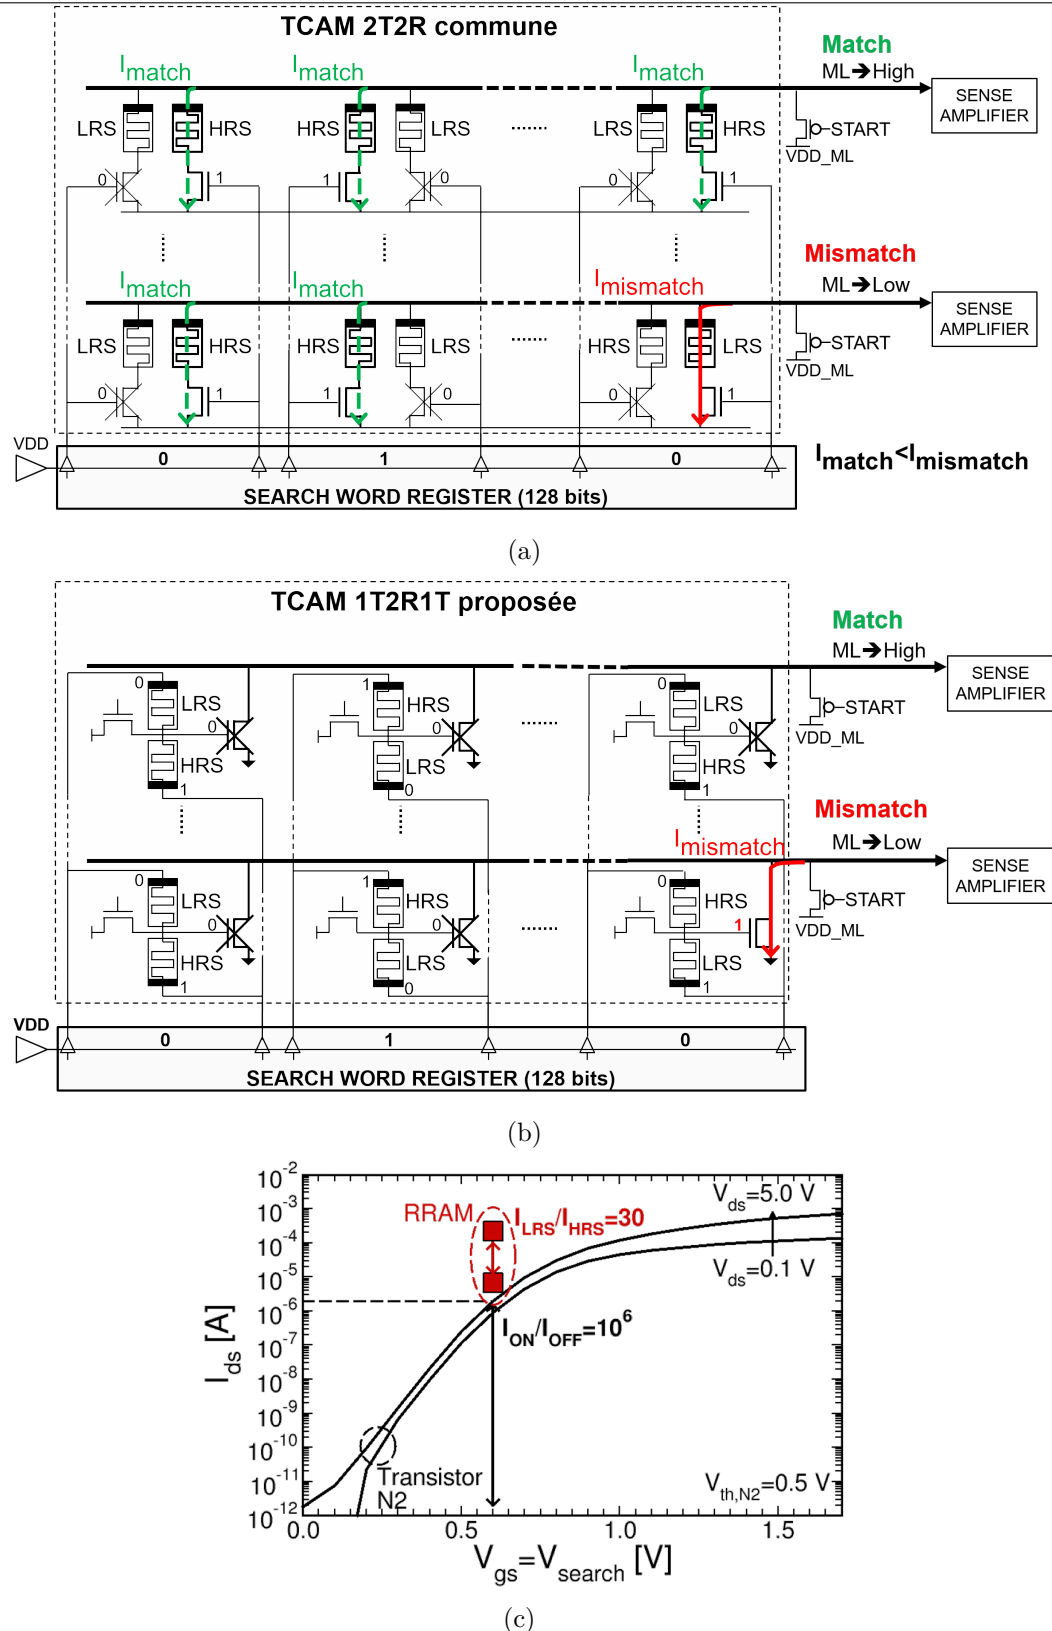 TCAM 2T2R commune
Match
Imatch Imatch Imatch
ML➔High
SENSE
AMPLIFIER
LRS HRS HRS LRS ....... LRS HRS
START
VDD_ML
0 1 1 0 0 1
Mismatch
Imatch Imatch Imismatch
ML➔Low
SENSE
AMPLIFIER
LRS HRS HRS LRS ....... HRS LRS
START
VDD_ML
0 1 1 0 0 1
VDD
0 1 0
Imatch<Imismatch
SEARCH WORD REGISTER (128 bits)
(a)
TCAM 1T2R1T proposée
Match
ML➔High
SENSE
AMPLIFIER
0 1 0
LRS HRS LRS
START
0 0 ....... 0
VDD_ML
HRS LRS HRS
1 0 1
Mismatch
Imismatch
ML➔Low
SENSE
AMPLIFIER
0 1 0
LRS HRS HRS
START
0 0 ....... 1
VDD_ML
HRS LRS LRS
1 0 1
VDD
0 1 0
SEARCH WORD REGISTER (128 bits)
(b)
10-2
10-3
10-4
10-5
10-6
10-7
10-8
10-9
10-10
10-11
10-12
Ids [A]
RRAM
ILRS/IHRS=30
Vds=5.0 V
Vds=0.1 V
ION/IOFF=106
Transistor
N2
Vth,N2=0.5 V
0.0 0.5 1.0 1.5
Vgs=Vsearch [V]
(c)